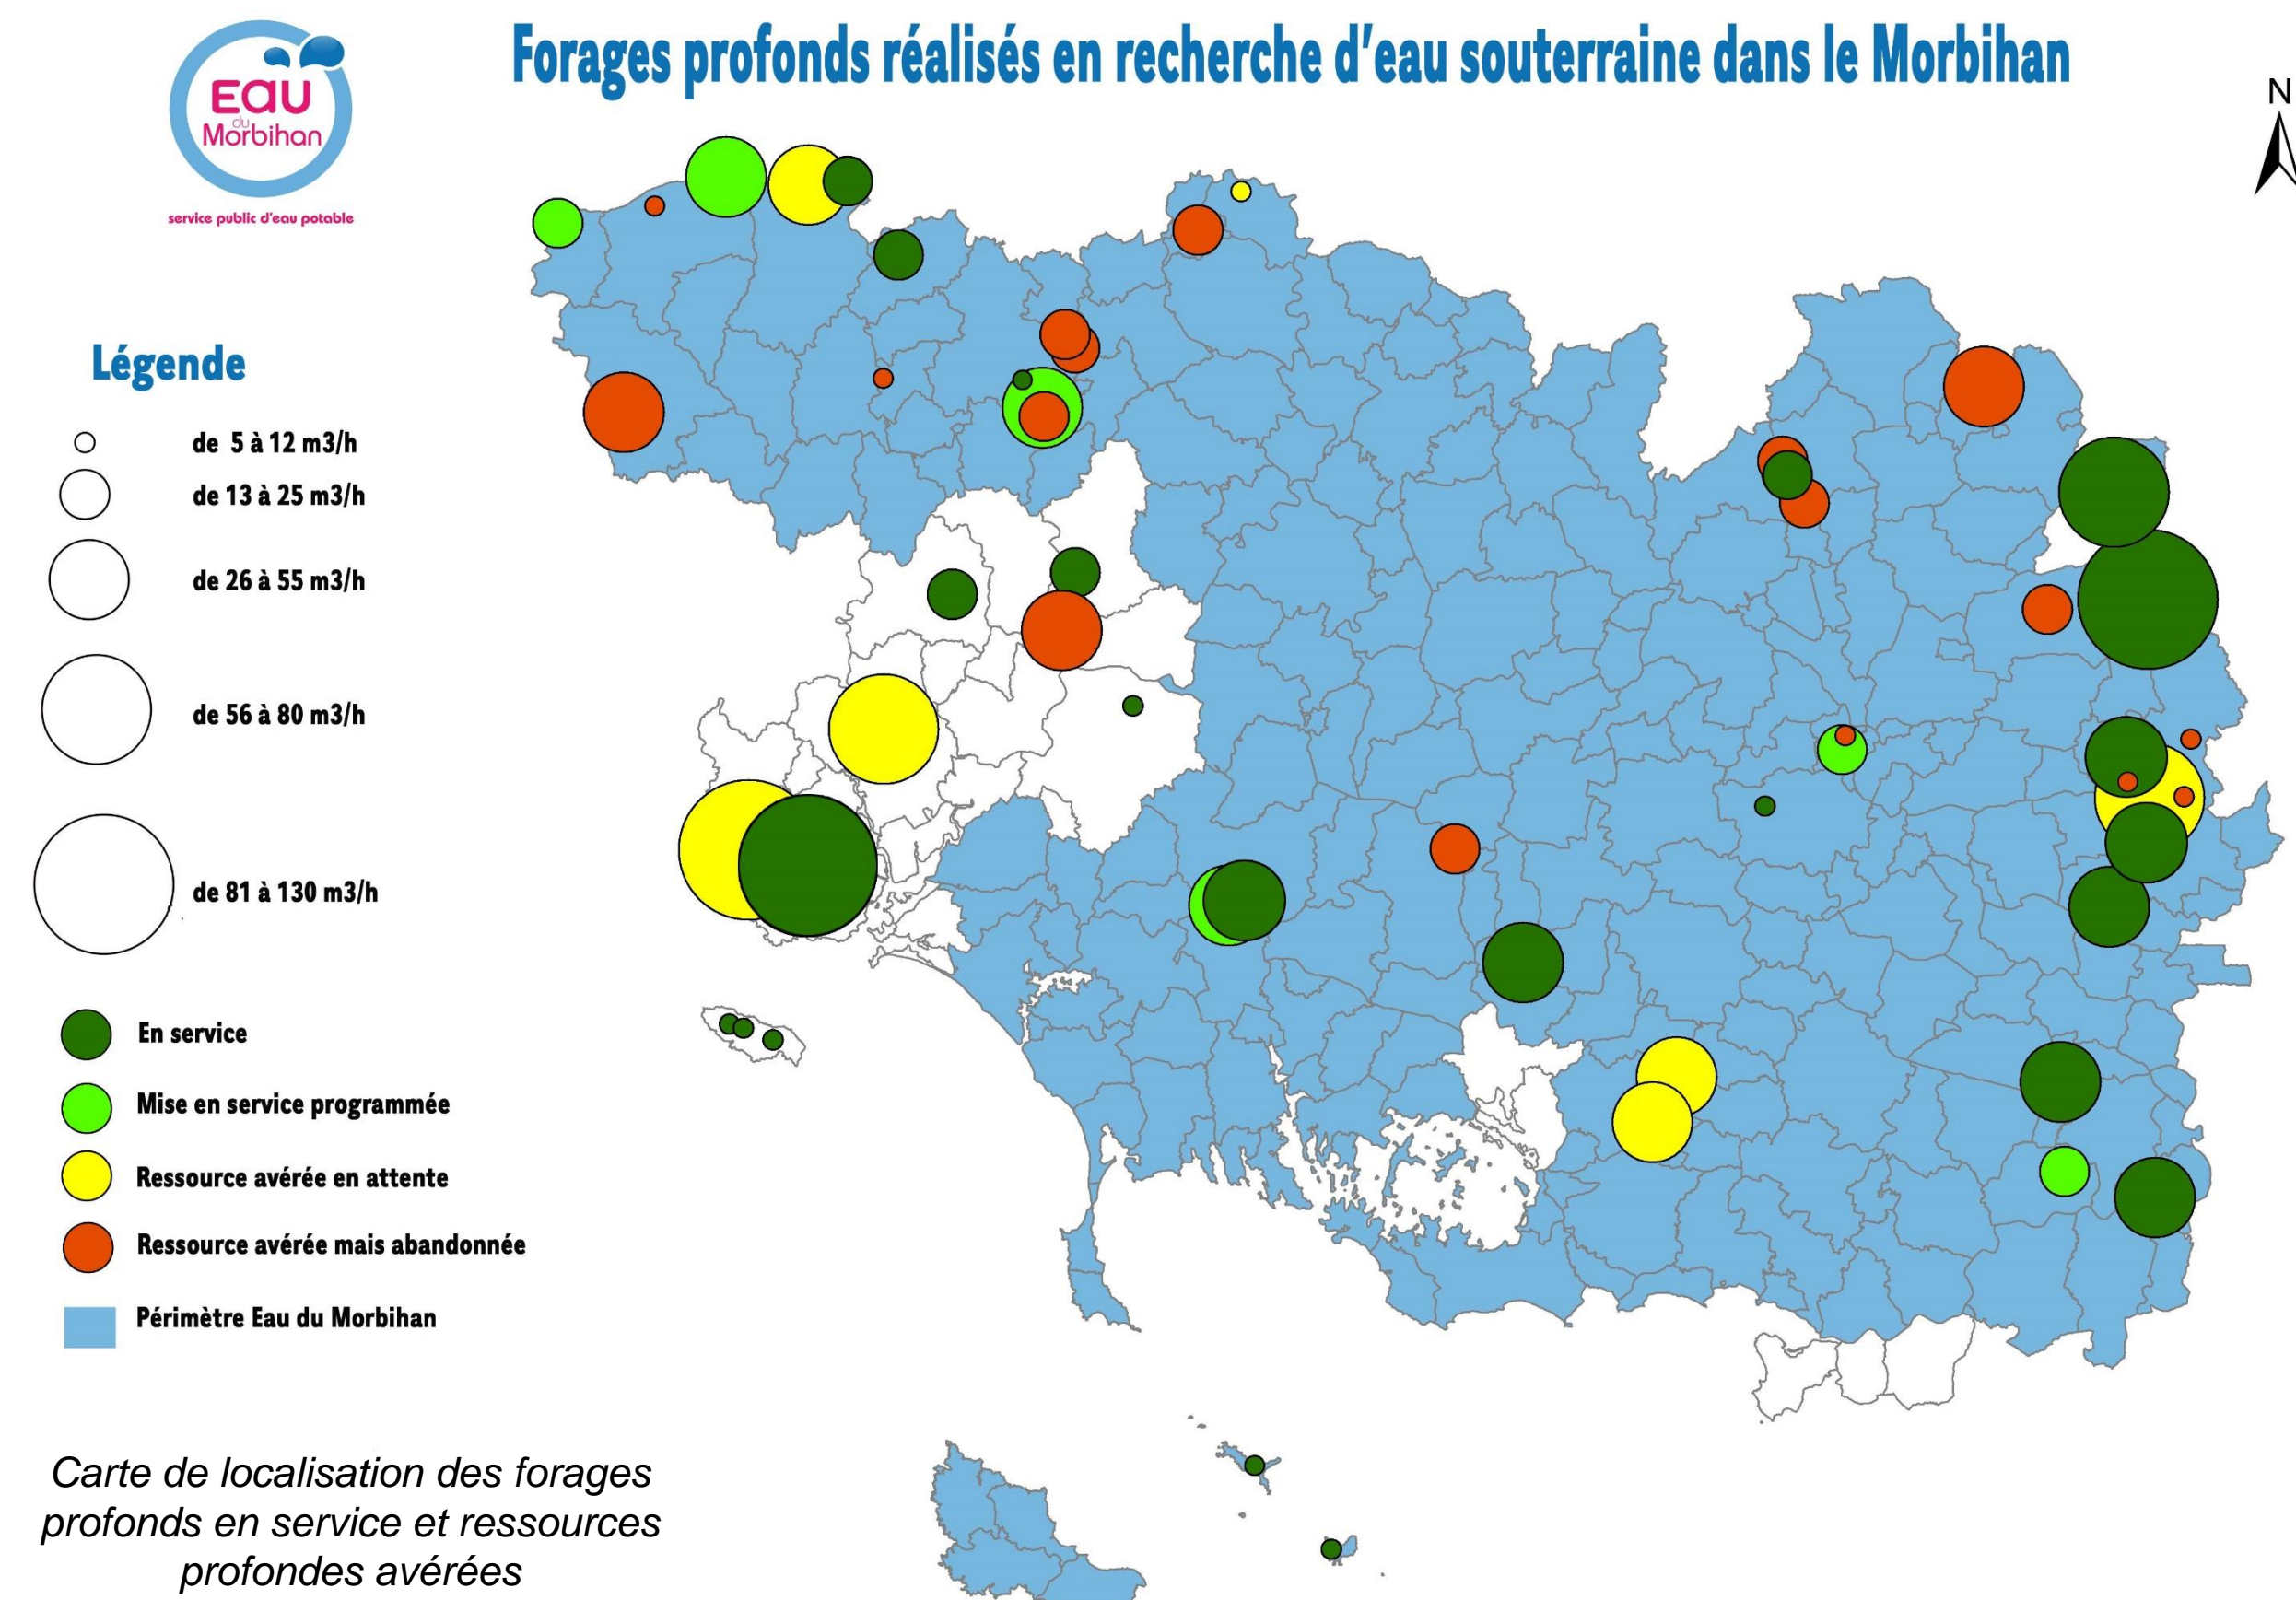 Forages profonds réalisés en recherche d'eau souterraine dans le Morbihan
Eau
du
Morbihan
service public d'eau potable
N
Légende
de 5 à 12 m3/h
de 13 à 25 m3/h
de 26 à 55 m3/h
de 56 à 80 m3/h
de 81 à 130 m3/h
En service
Mise en service programmée
Ressource avérée en attente
Ressource avérée mais abandonnée
Périmètre Eau du Morbihan
Carte de localisation des forages
profonds en service et ressources
profondes avérées